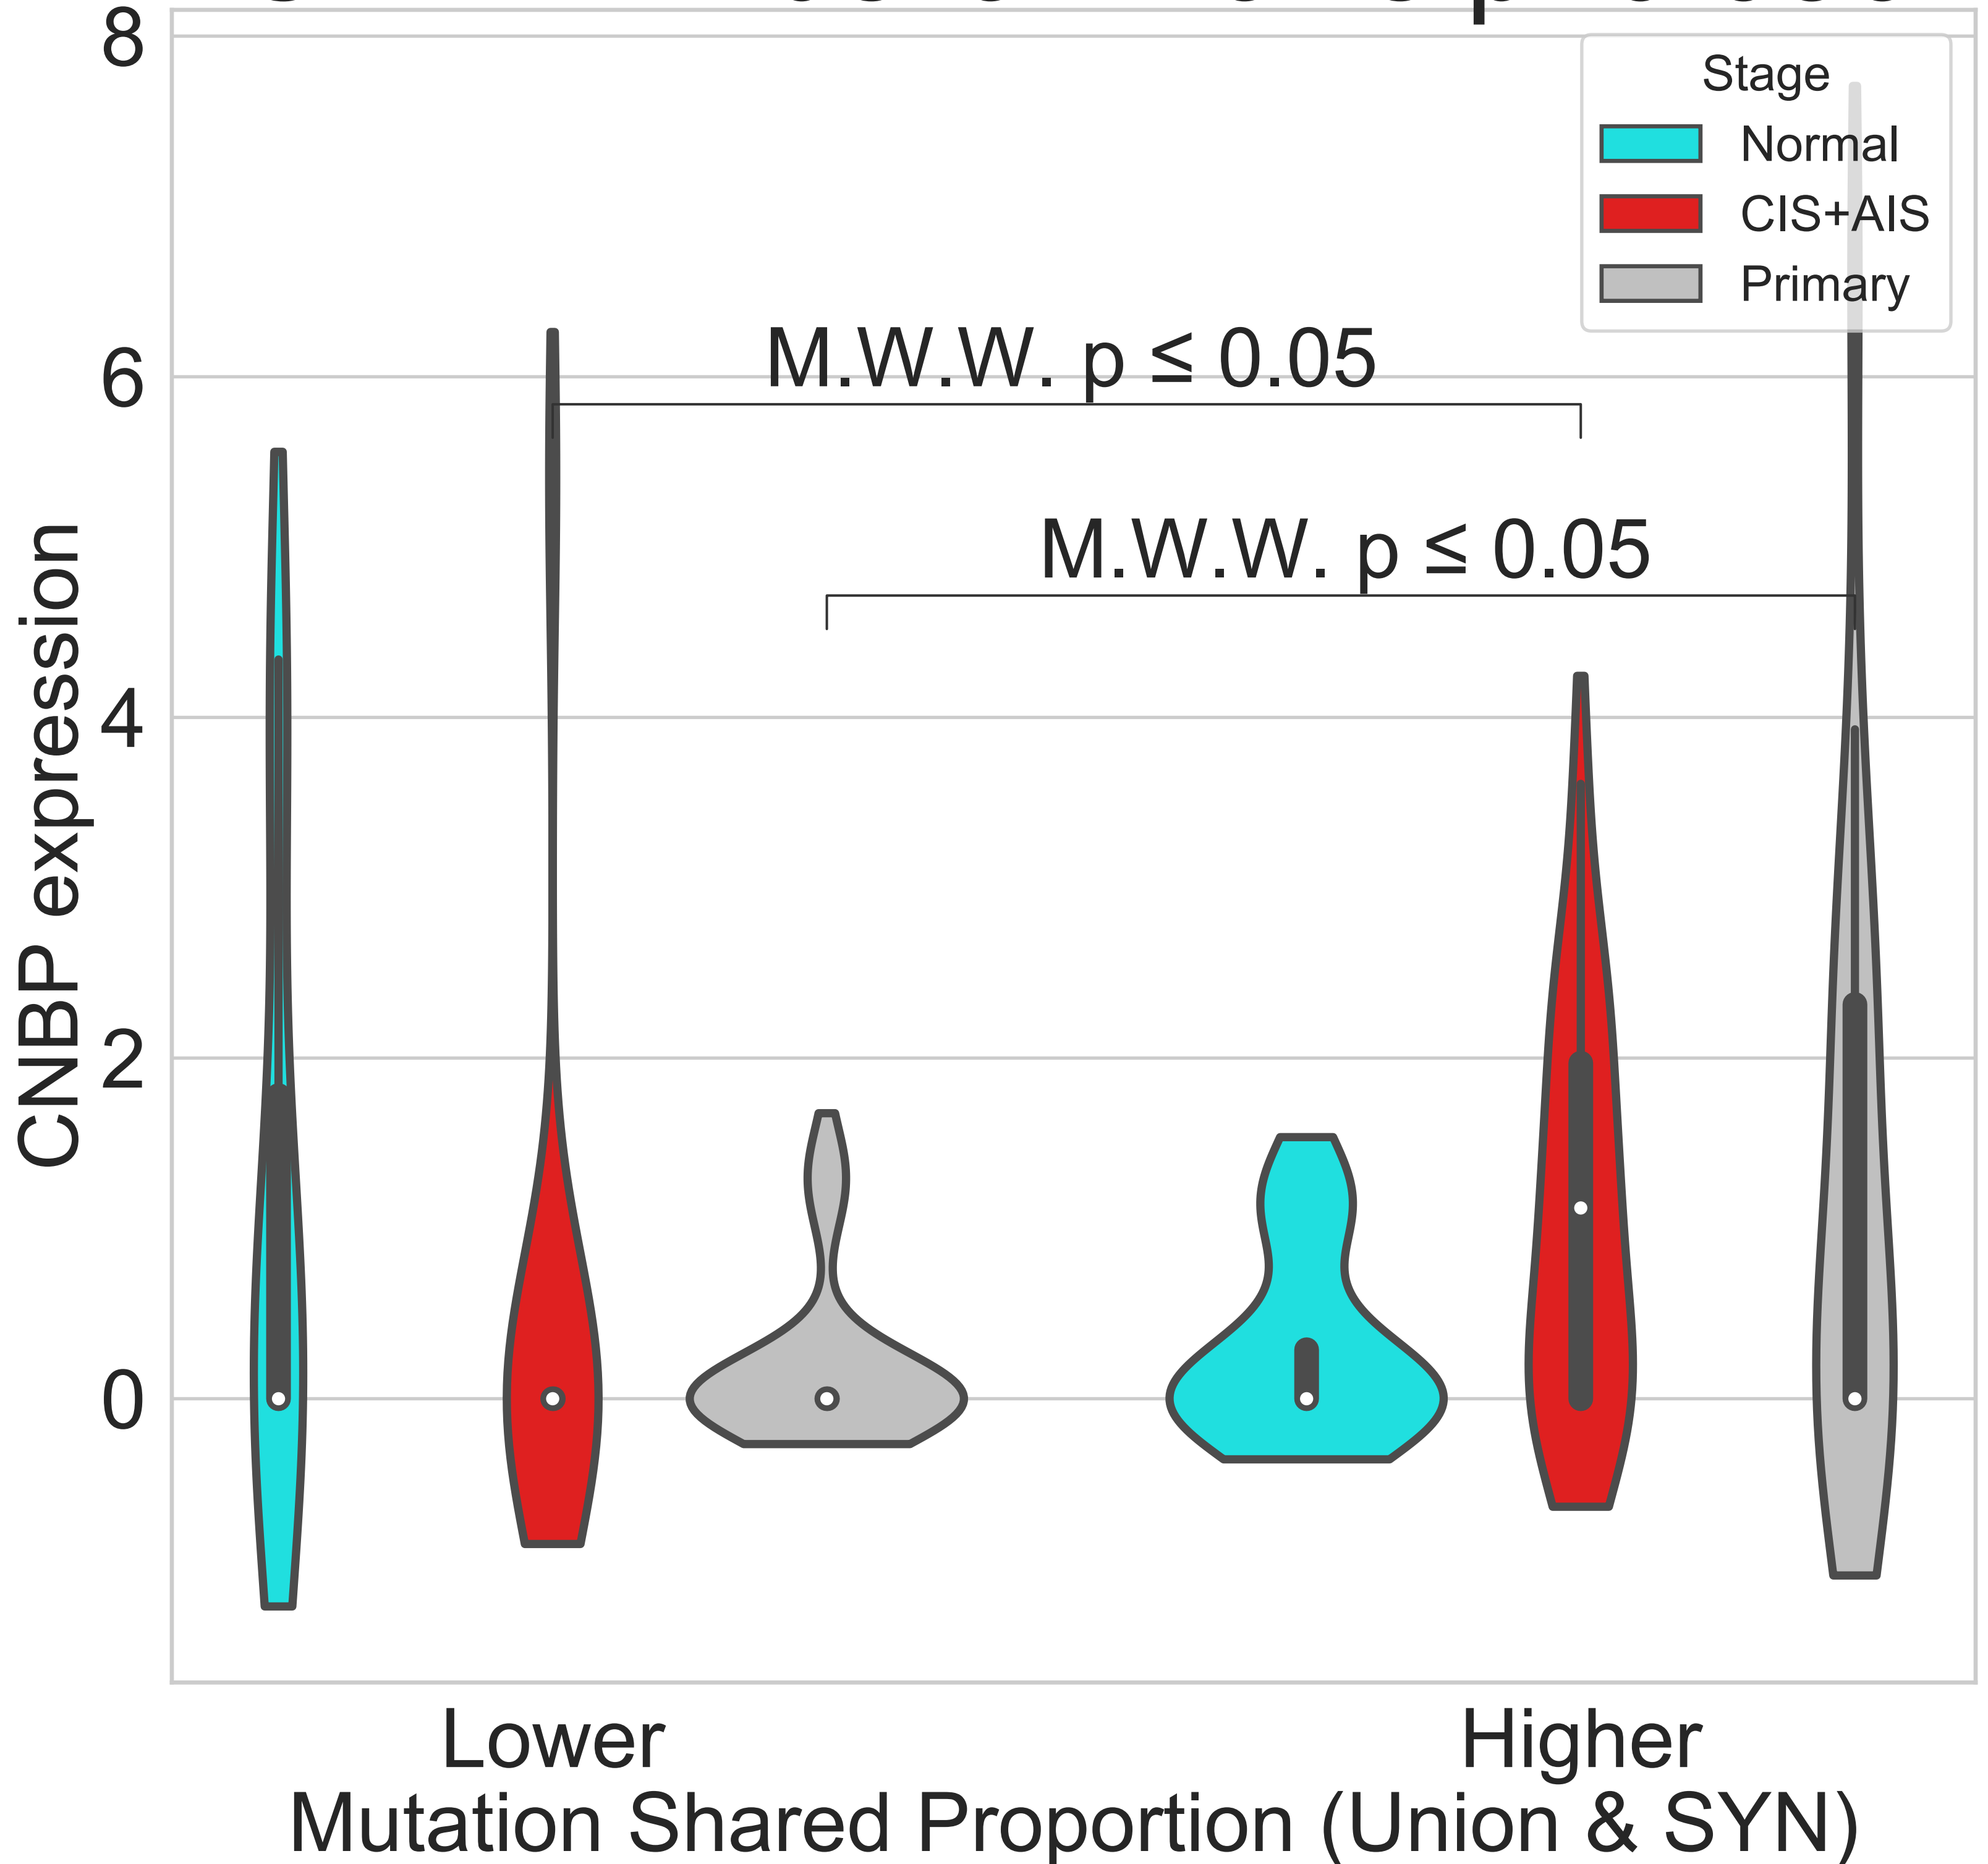 8
Stage
Normal
CIS+AIS
Primary
M.W.W. p ≤ 0.05
6
M.W.W. p ≤ 0.05
4
CNBP expression
2
0
Lower Higher
Mutation Shared Proportion (Union & SYN)